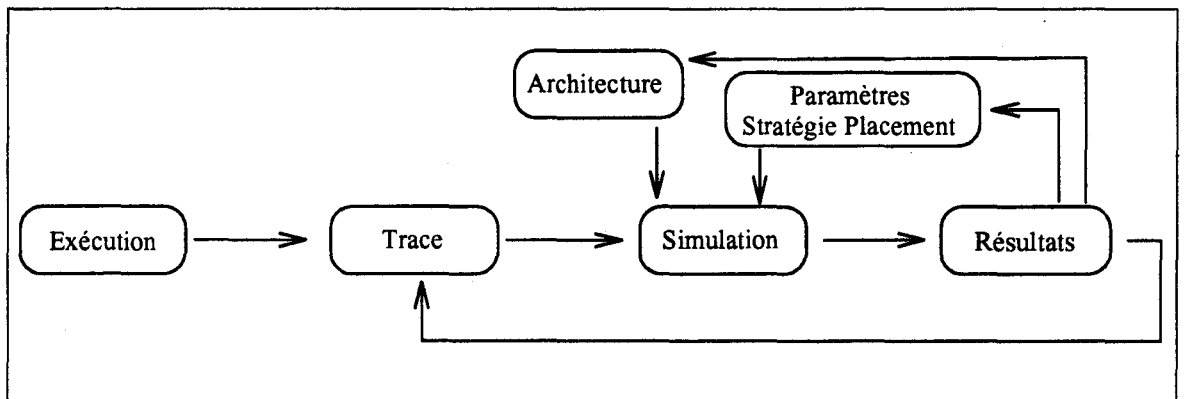 Architecture
Paramètres
Stratégie Placement
Exécution
Trace
Simulation
Résultats